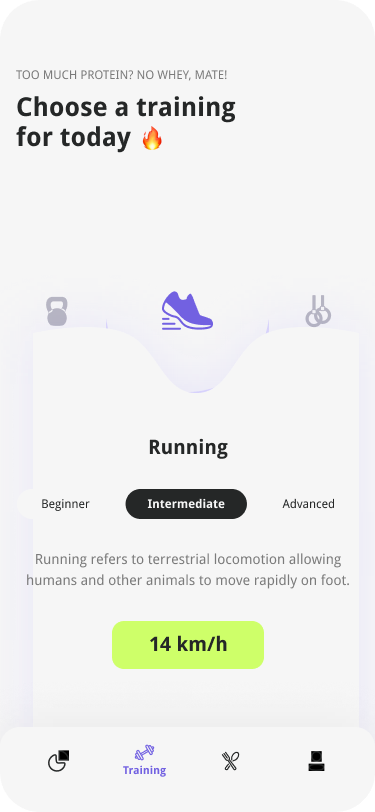 TOO MUCH PROTEIN? NO WHEY, MATE!
Choose a training
for today 🔥
Running
Beginner Intermediate Advanced
Running refers to terrestrial locomotion allowing
humans and other animals to move rapidly on foot.
14 km/h
Training